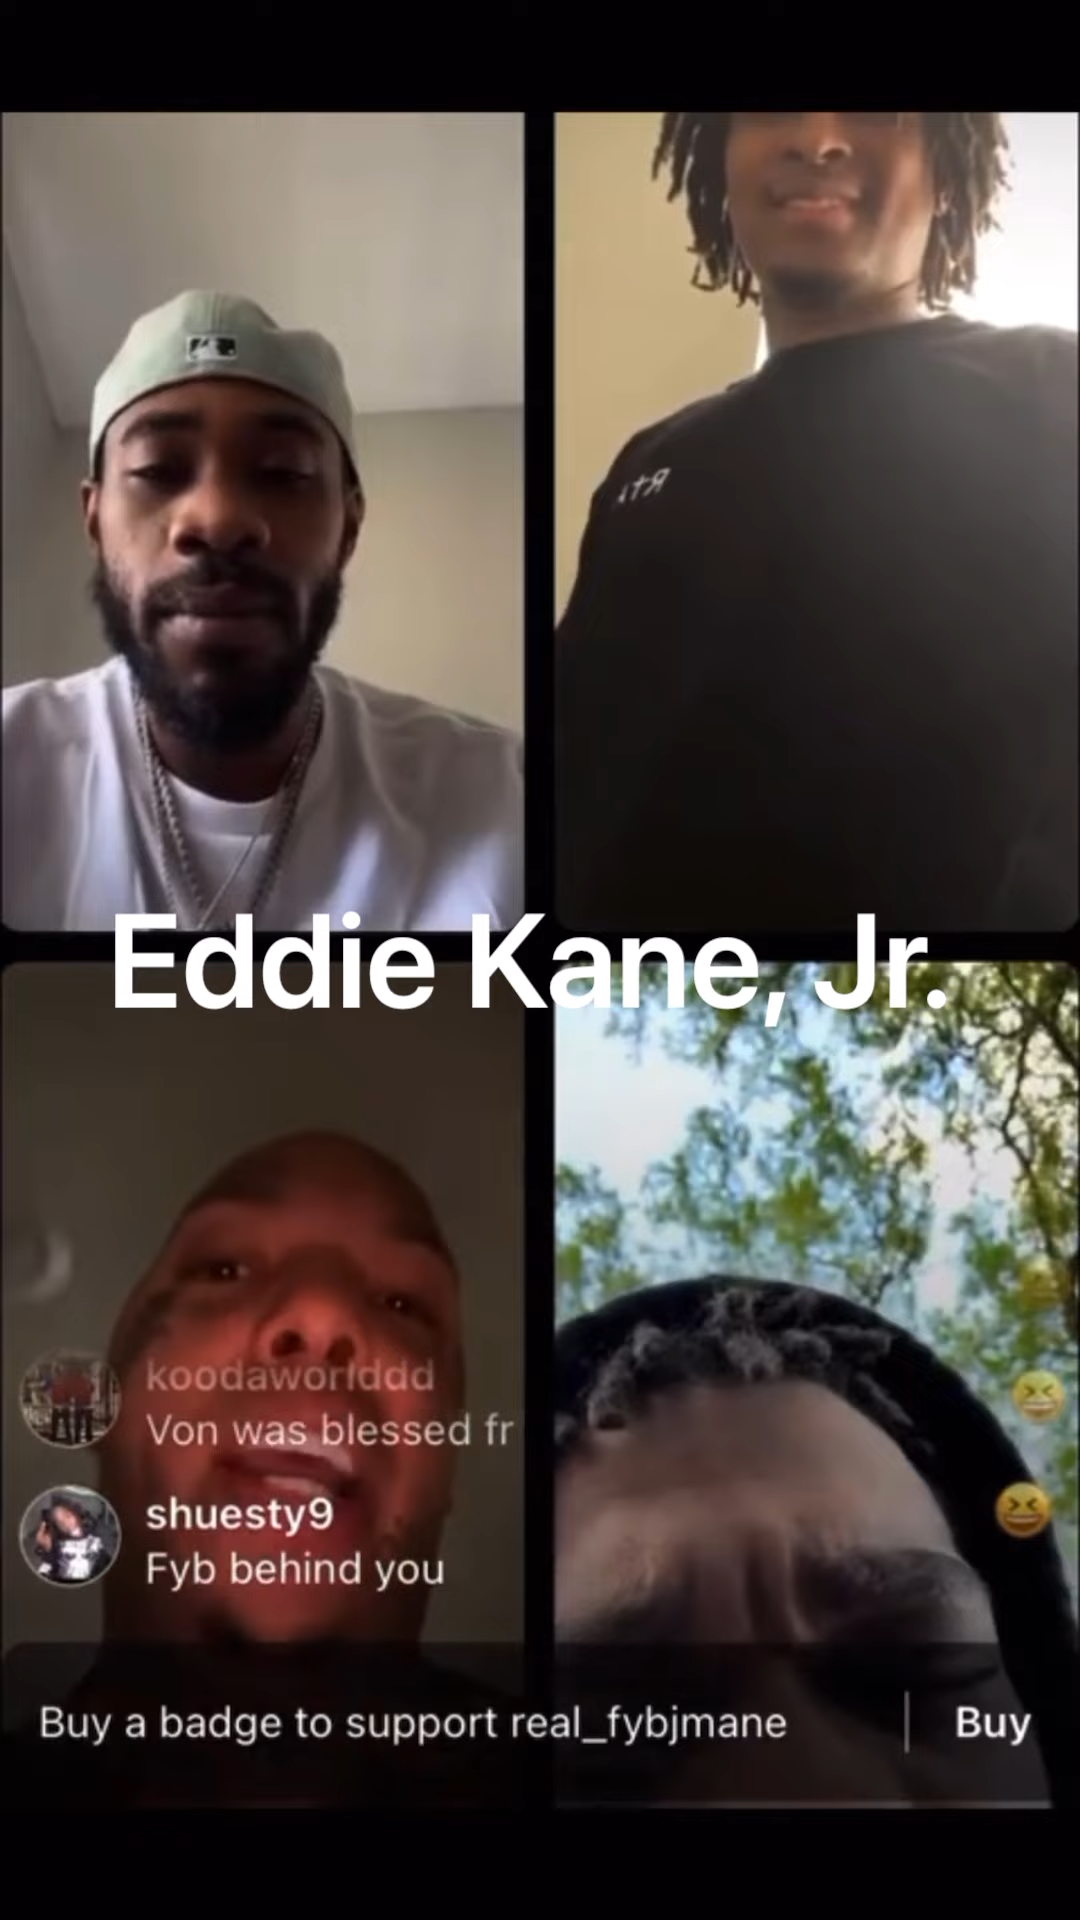 Eddie Kane, Jr.
koodaworlddd
Von was blessed fr
shuesty9
Fyb behind you
Buy a badge to support real_fybjmane
Buy